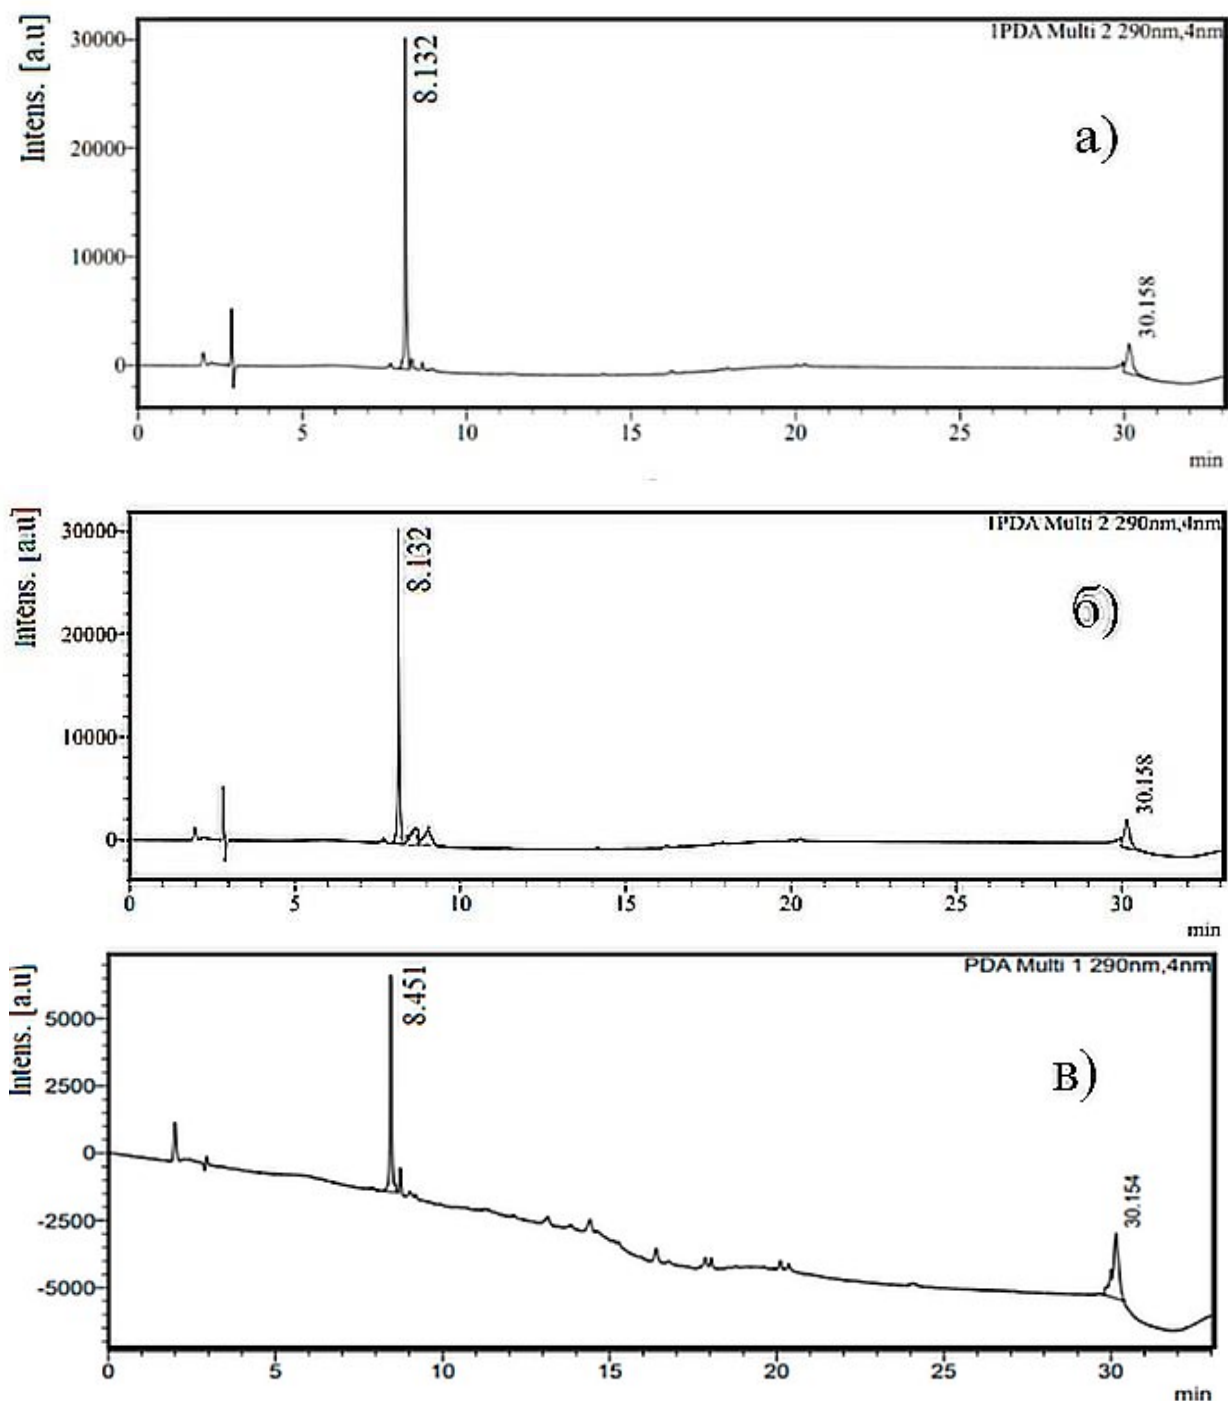 1PDA Multi 2 290nm,4nm
Intens. [a.u]
30000
20000
10000
0
8.132
а)
30.158
0 5 10 15 20 25 30
min
1PDA Multi 2 290nm,4nm
Intens. [a.u]
30000
20000
10000
0
8.132
б)
30.158
0 5 10 15 20 25 30
min
PDA Multi 1 290nm,4nm
Intens. [a.u]
5000
2500
0
-2500
-5000
8.451
в)
30.154
0 5 10 15 20 25 30
min